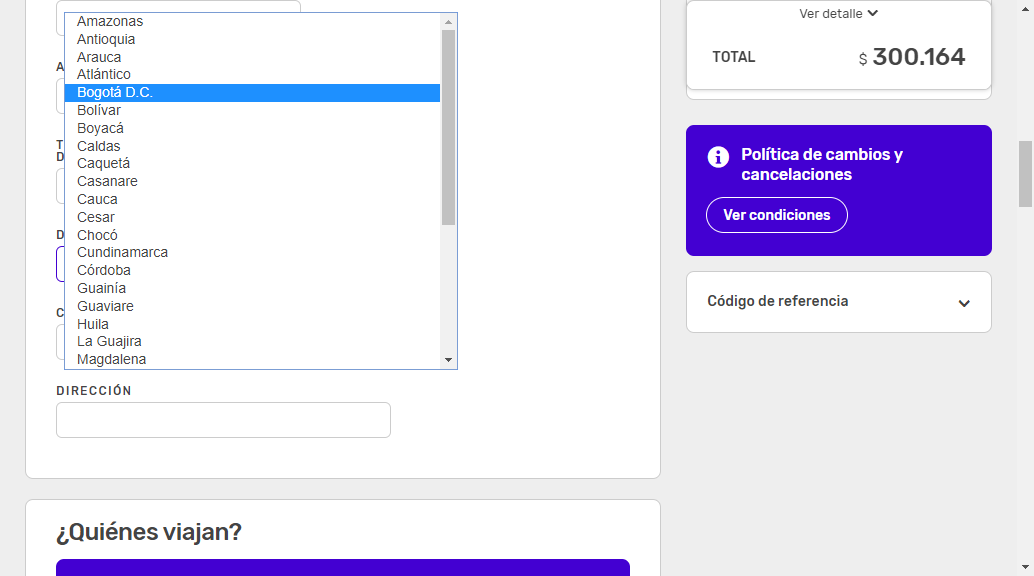 Amazonas
Antioquia
Arauca
Atlántico
Bogotá D.C.
Bolívar
Boyacá
Caldas
Caquetá
Casanare
Cauca
Cesar
Chocó
Cundinamarca
Córdoba
Guainía
Guaviare
Huila
La Guajira
Magdalena
A
T
D
D
C
DIRECCIÓN
¿Quiénes viajan?
Ver detalle
TOTAL
$ 300.164
Política de cambios y
cancelaciones
Ver condiciones
Código de referencia